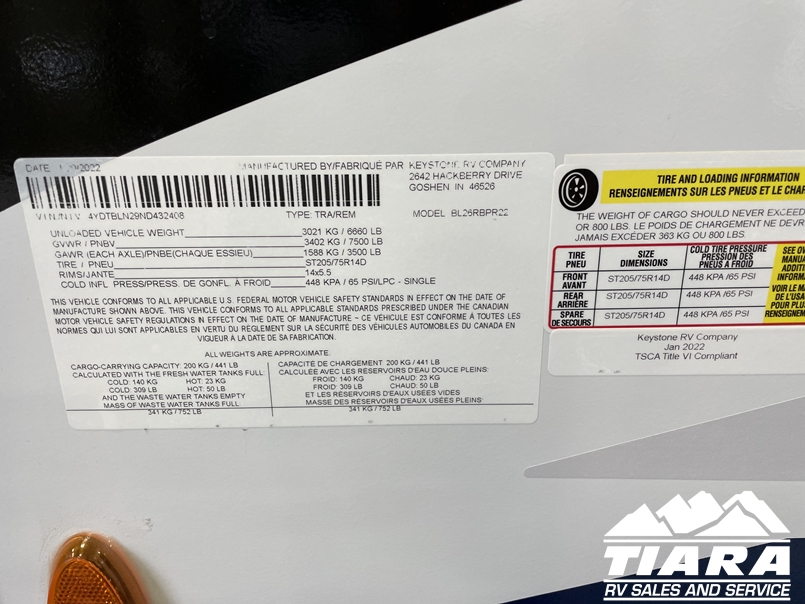 DATE 2022
MANUFACTURED BY/FABRIQUÉ PAR KEYSTONE RV COMPANY
2642 HACKBERRY DRIVE
GOSHEN IN 46526
V.I.N./N.I.V. 4YDTBLN29ND432408 TYPE: TRA/REM MODEL BL26RBPR22
UNLOADED VEHICLE WEIGHT 3021 KG / 6660 LB
GVWR / PNBV 3402 KG / 7500 LB
GAWR (EACH AXLE)/PNBE(CHAQUE ESSIEU) 1588 KG / 3500 LB
TIRE / PNEU ST205/75R14D
RIMS/JANTE 14x5.5
COLD INFL. PRESS/PRESS. DE GONFL. À FROID 448 KPA / 65 PSI/LPC - SINGLE
THIS VEHICLE CONFORMS TO ALL APPLICABLE U.S. FEDERAL MOTOR VEHICLE SAFETY STANDARDS IN EFFECT ON THE DATE OF
MANUFACTURE SHOWN ABOVE. THIS VEHICLE CONFORMS TO ALL APPLICABLE STANDARDS PRESCRIBED UNDER THE CANADIAN
MOTOR VEHICLE SAFETY REGULATIONS IN EFFECT ON THE DATE OF MANUFACTURE – CE VÉHICULE EST CONFORME À TOUTES LES
NORMES QUI LUI SONT APPLICABLES EN VERTU DU RÈGLEMENT SUR LA SÉCURITÉ DES VÉHICULES AUTOMOBILES DU CANADA EN
VIGUEUR À LA DATE DE SA FABRICATION.
ALL WEIGHTS ARE APPROXIMATE.
CARGO-CARRYING CAPACITY: 200 KG / 441 LB
CALCULATED WITH THE FRESH WATER TANKS FULL
COLD: 140 KG HOT: 23 KG
COLD: 309 LB HOT: 50 LB
AND THE WASTE WATER TANKS EMPTY
MASS OF WASTE WATER TANKS FULL:
341 KG / 752 LB
CAPACITÉ DE CHARGEMENT: 200 KG / 441 LB
CALCULÉE AVEC LES RÉSERVOIRS D'EAU DOUCE PLEINS:
FROID: 140 KG CHAUD: 23 KG
FROID: 309 LB CHAUD: 50 LB
ET LES RÉSERVOIRS D'EAUX USÉES VIDES
MASSE DES RÉSERVOIRS D'EAUX USÉES PLEINS:
341 KG / 752 LB
TIRE AND LOADING INFORMATION
RENSEIGNEMENTS SUR LES PNEUS ET LE
THE WEIGHT OF CARGO SHOULD NEVER
OR 800 LBS. LE POIDS DE CHARGEMENT NE
JAMAIS EXCÉDER 363 KG OU 800 LBS.
TIRE
PNEU
SIZE
DIMENSIONS
COLD TIRE PRESSURE
PRESSION DES
PNEUS A FROID
FRONT
AVANT
ST205/75R14D
448 KPA /65 PSI
REAR
ARRIÈRE
ST205/75R14D
448 KPA /65 PSI
SPARE
DE SECOURS
ST205/75R14D
448 KPA /65 PSI
SEE
VOIR LE
Keystone RV Company
Jan 2022
TSCA Title VI Compliant
TIARA
RV SALES AND SERVICE